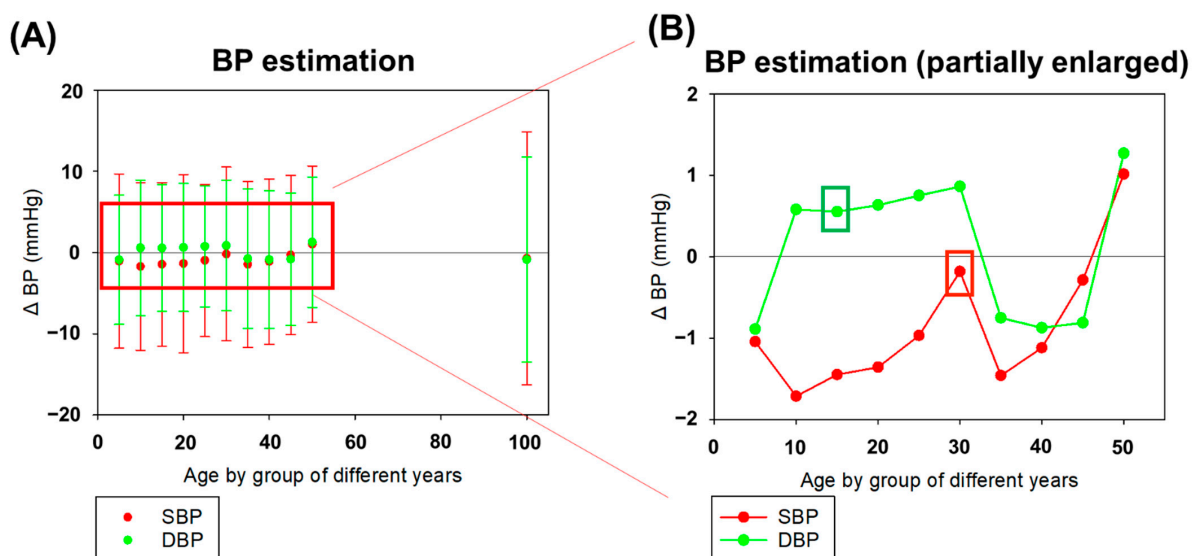 (A)
BP estimation
20
10
0
−10
−20
Δ BP (mmHg)
0 20 40 60 80 100
Age by group of different years
SBP
DBP
(B)
BP estimation (partially enlarged)
2
1
0
−1
−2
Δ BP (mmHg)
0 10 20 30 40 50
Age by group of different years
SBP
DBP